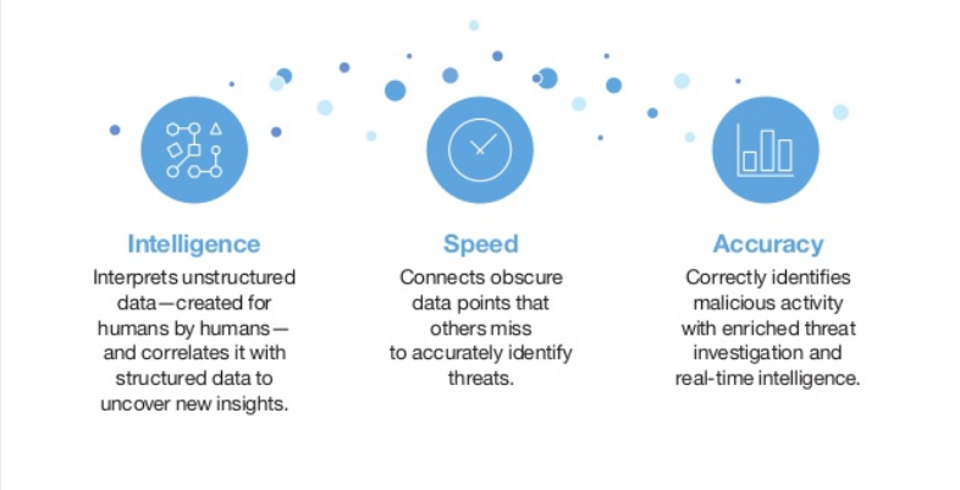 Intelligence
Interprets unstructured
data—created for
humans by humans—
and correlates it with
structured data to
uncover new insights.
Speed
Connects obscure
data points that
others miss
to accurately identify
threats.
Accuracy
Correctly identifies
malicious activity
with enriched threat
investigation and
real-time intelligence.